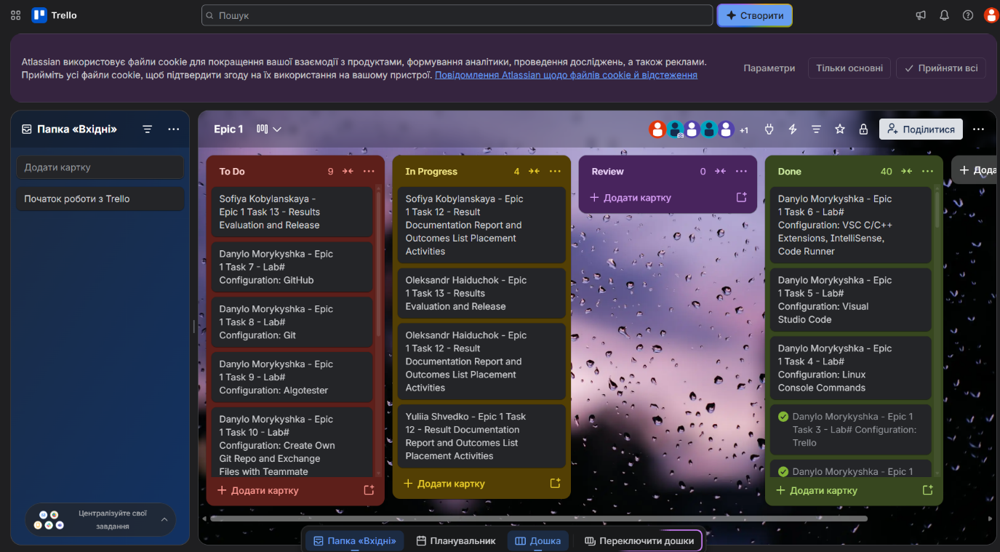 Trello
Пошук
Створити
Atlassian використовує файли cookie для покращення вашої взаємодії з продуктами, формування аналітики, проведення досліджень, а також реклами.
Прийміть усі файли cookie, щоб підтвердити згоду на їх використання на вашому пристрої. Повідомлення Atlassian щодо файлів cookie й відстеження
Параметри
Тільки основні
Прийняти всі
Папка «Вхідні»
Додати картку
Початок роботи з Trello
Централізуйте свої
завдання
Epic 1
+1
Поділитися
To Do 9
Sofiya Kobylanskaya -
Epic 1 Task 13 - Results
Evaluation and Release
Danylo Morykyshka - Epic
1 Task 7 - Lab#
Configuration: GitHub
Danylo Morykyshka - Epic
1 Task 8 - Lab#
Configuration: Git
Danylo Morykyshka - Epic
1 Task 9 - Lab#
Configuration: Algotester
Danylo Morykyshka - Epic
1 Task 10 - Lab#
Configuration: Create Own
Git Repo and Exchange
Files with Teammate
Додати картку
In Progress 4
Sofiya Kobylanskaya - Epic
1 Task 12 - Result
Documentation Report and
Outcomes List Placement
Activities
Oleksandr Haiduchok - Epic
1 Task 13 - Results
Evaluation and Release
Oleksandr Haiduchok - Epic
1 Task 12 - Result
Documentation Report and
Outcomes List Placement
Activities
Yuliia Shvedko - Epic 1 Task
12 - Result Documentation
Report and Outcomes List
Placement Activities
Додати картку
Review 0
Додати картку
Done 40
Danylo Morykyshka - Epic
1 Task 6 - Lab#
Configuration: VSC C/C++
Extensions, IntelliSense,
Code Runner
Danylo Morykyshka - Epic
1 Task 5 - Lab#
Configuration: Visual
Studio Code
Danylo Morykyshka - Epic
1 Task 4 - Lab#
Configuration: Linux
Console Commands
Danylo Morykyshka - Epic 1
Task 3 - Lab# Configuration:
Trello
Danylo Morykyshka - Epic 1
Додати картку
+ Дода
Папка «Вхідні»
Планувальник
Дошка
Переключити дошки